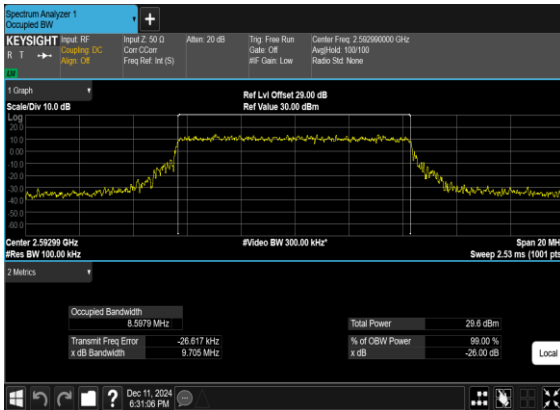 Spectrum Analyzer 1
Occupied BW
+
KEYSIGHT
R T
LXI
Input: RF
Coupling: DC
Align: Off
Input Z: 50 Ω
Corr CCorr
Freq Ref: Int (S)
Atten: 20 dB
Trig: Free Run
Gate: Off
#IF Gain: Low
Center Freq: 2.592990000 GHz
Avg|Hold: 100/100
Radio Std: None
1 Graph
Scale/Div 10.0 dB
Ref Lvl Offset 29.00 dB
Ref Value 30.00 dBm
Log
20.0
10.0
0.00
-10.0
-20.0
-30.0
-40.0
-50.0
-60.0
Center 2.59299 GHz
#Video BW 300.00 kHz*
Span 20 MH
#Res BW 100.00 kHz
Sweep 2.53 ms (1001 pts
2 Metrics
Occupied Bandwidth
8.5979 MHz
Transmit Freq Error -26.617 kHz
x dB Bandwidth 9.705 MHz
Total Power 29.6 dBm
% of OBW Power 99.00 %
x dB -26.00 dB
Local
?
Dec 11, 2024
6:31:06 PM